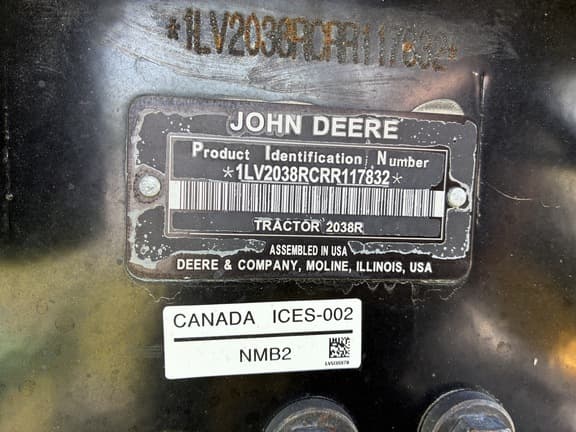 *1LV2038RCRR117832*
JOHN DEERE
Product Identification Number
*1LV2038RCRR117832*
TRACTOR 2038R
ASSEMBLED IN USA
DEERE & COMPANY, MOLINE, ILLINOIS, USA
CANADA ICES-002
NMB2